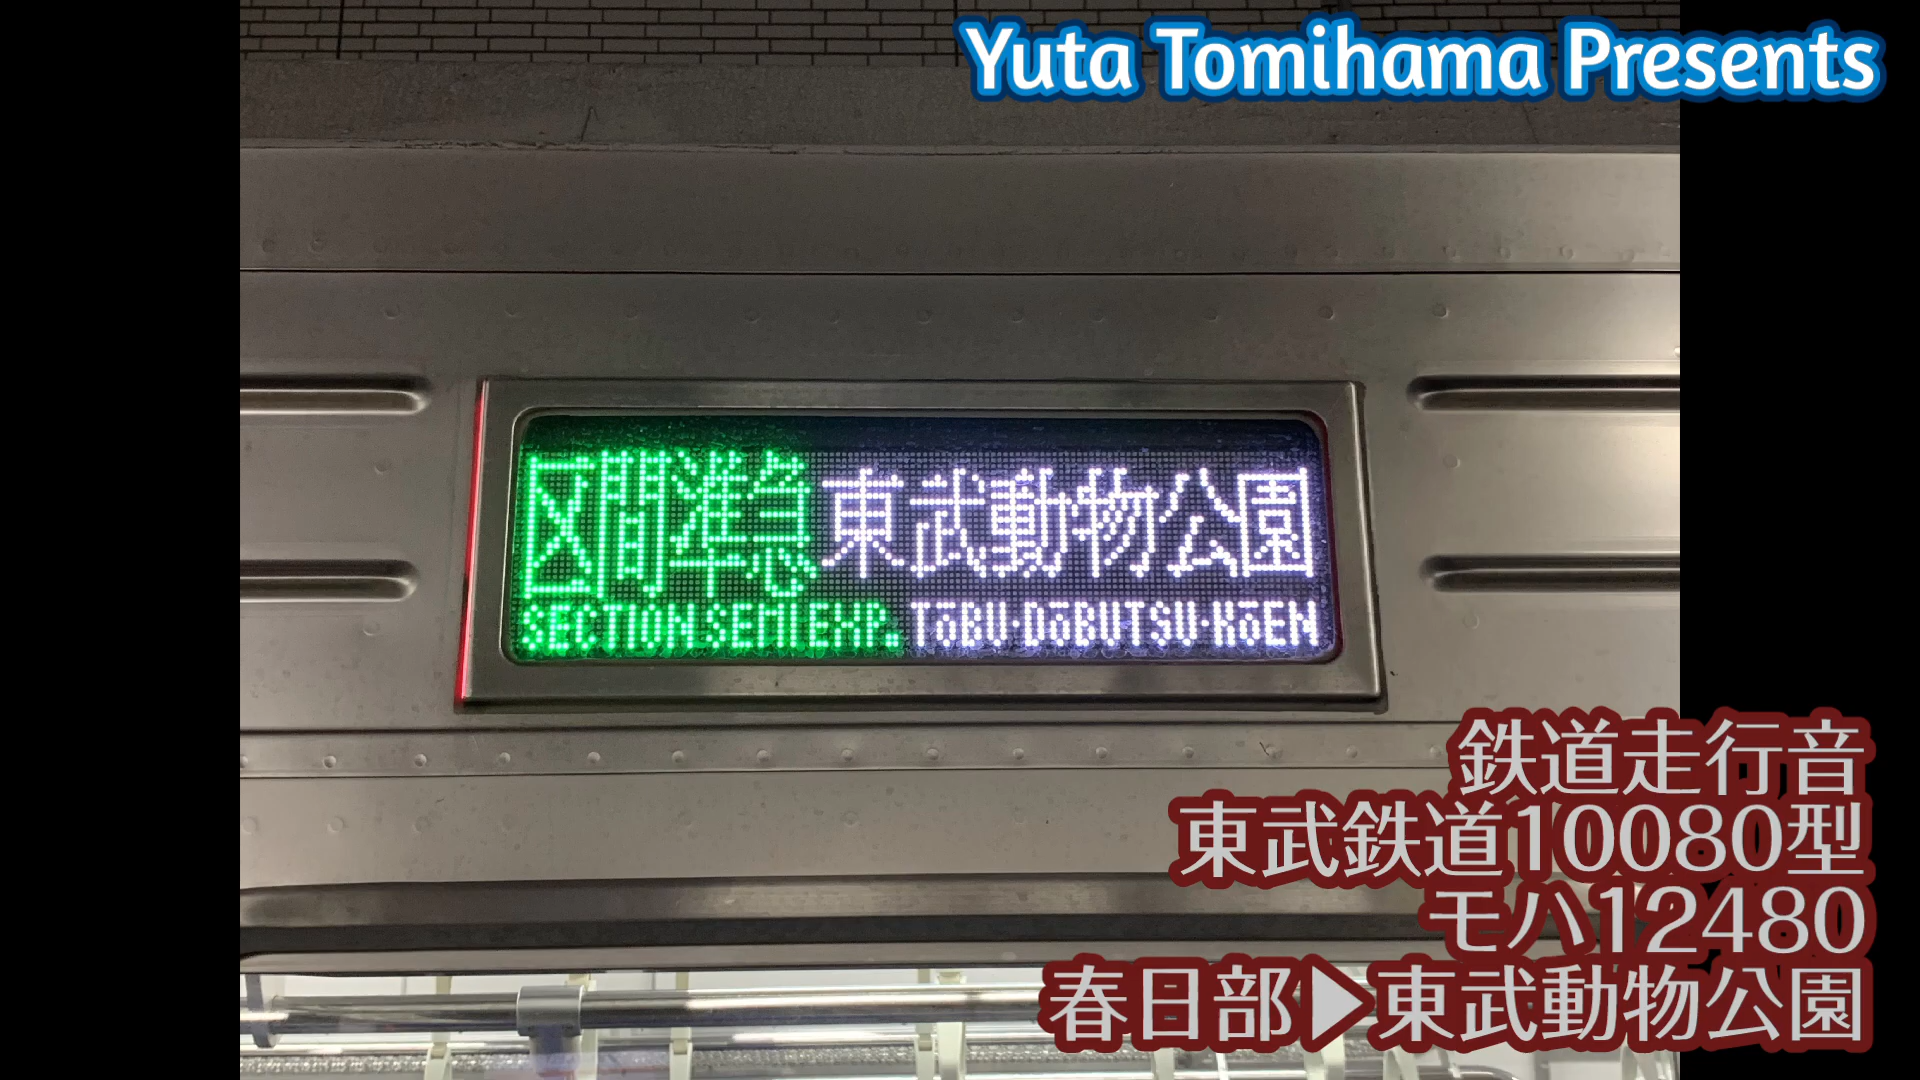 Yuta Tomihama Presents
区間準急 東武動物公園
SECTION SEMI EXP. TōBU-DōBUTSU-KōEN
鉄道走行音
東武鉄道10080型
モハ12480
春日部▶東武動物公園